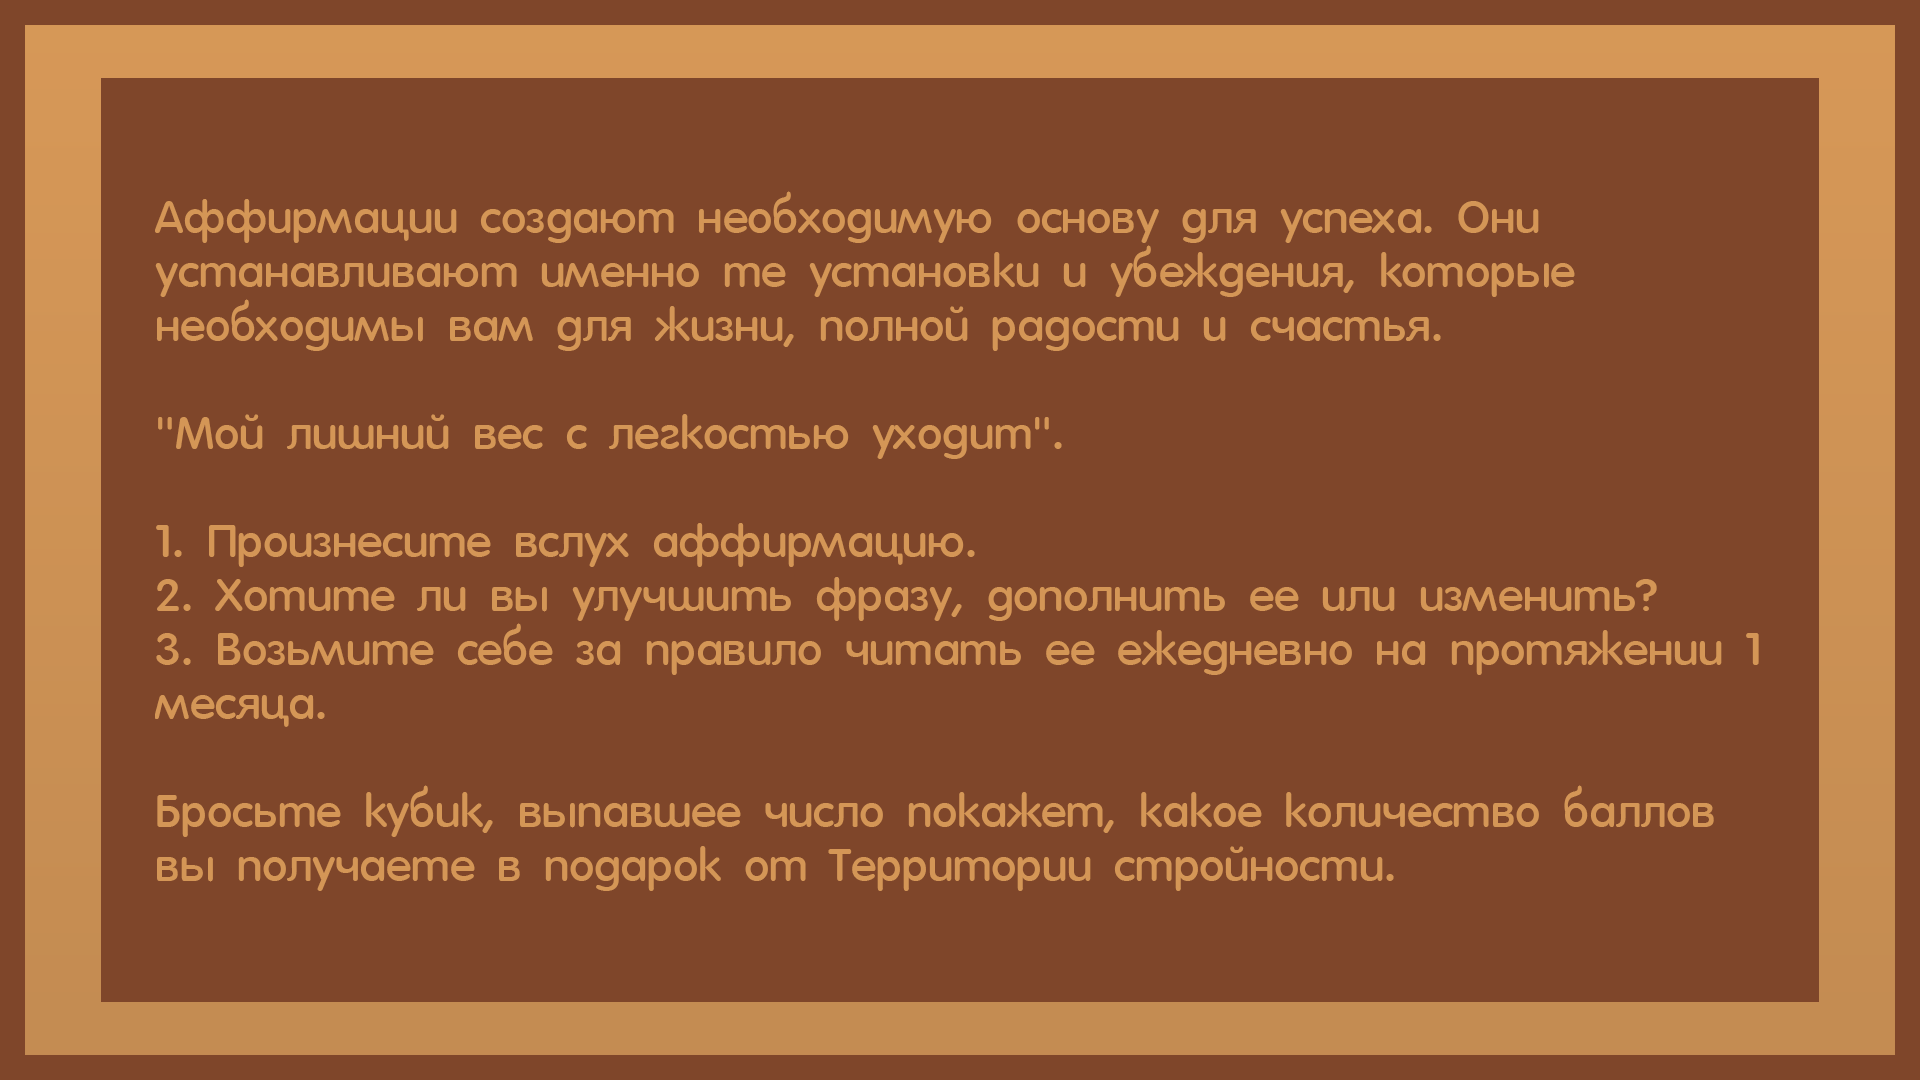 Аффирмации создают необходимую основу для успеха. Они
устанавливают именно те установки и убеждения, которые
необходимы вам для жизни, полной радости и счастья.
"Мой лишний вес с легкостью уходит".
1. Произнесите вслух аффирмацию.
2. Хотите ли вы улучшить фразу, дополнить ее или изменить?
3. Возьмите себе за правило читать ее ежедневно на протяжении 1
месяца.
Бросьте кубик, выпавшее число покажет, какое количество баллов
вы получаете в подарок от Территории стройности.